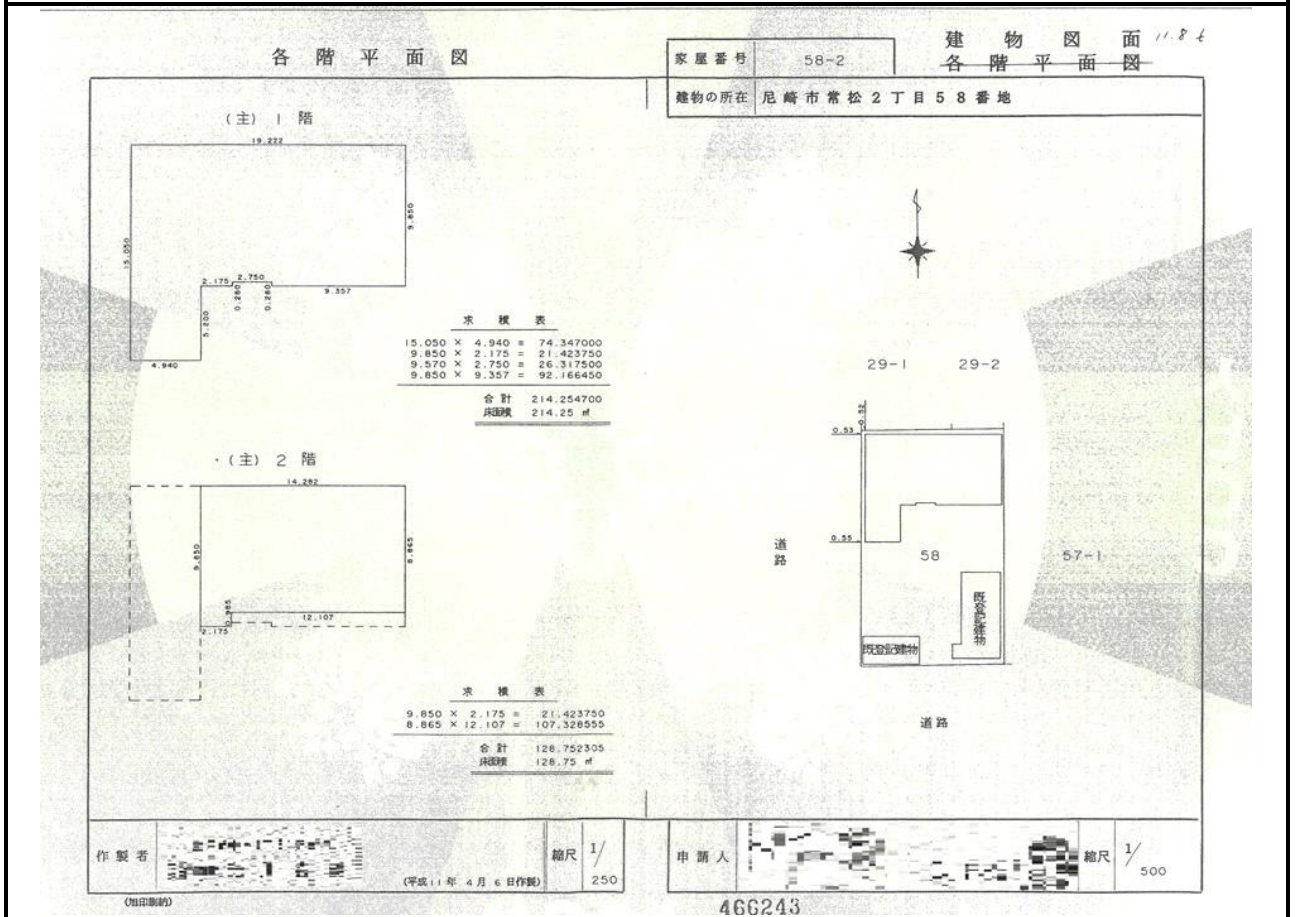 各階平面図
(主) 1 階
19.222
15.050
9.850
2.175
2.750
0.280
0.280
9.357
5.200
4.940
求積表
15.050 × 4.940 = 74.347000
9.850 × 2.175 = 21.423750
9.570 × 2.750 = 26.317500
9.850 × 9.357 = 92.166450
合計 214.254700
床面積 214.25 ㎡
(主) 2 階
14.282
9.850
8.865
0.985
12.107
2.175
求積表
9.850 × 2.175 = 21.423750
8.865 × 12.107 = 107.328555
合計 128.752305
床面積 128.75 ㎡
作製者
(平成11年 4月 6日作製)
縮尺 1/250
建物図面
各階平面図
11.8.6
家屋番号 58-2
建物の所在 尼崎市常松2丁目58番地
29-1
29-2
0.52
0.53
0.55
道路
58
57-1
既登記建物
既登記建物
道路
申請人
縮尺 1/500
466243